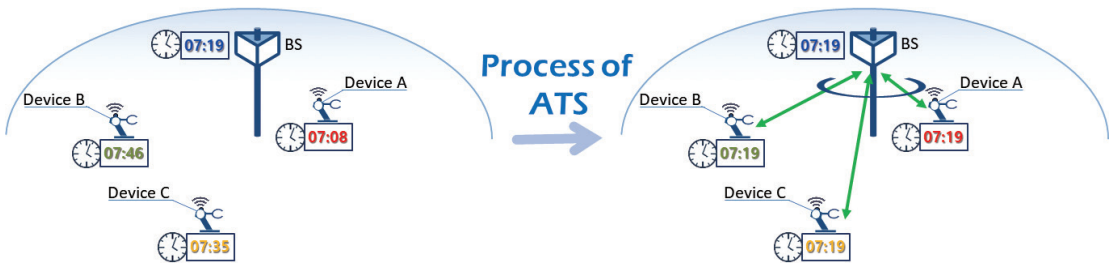 07:19
BS
Device A
Device B
07:08
07:46
Device C
07:35
Process of
ATS
07:19
BS
Device A
Device B
07:19
07:19
Device C
07:19